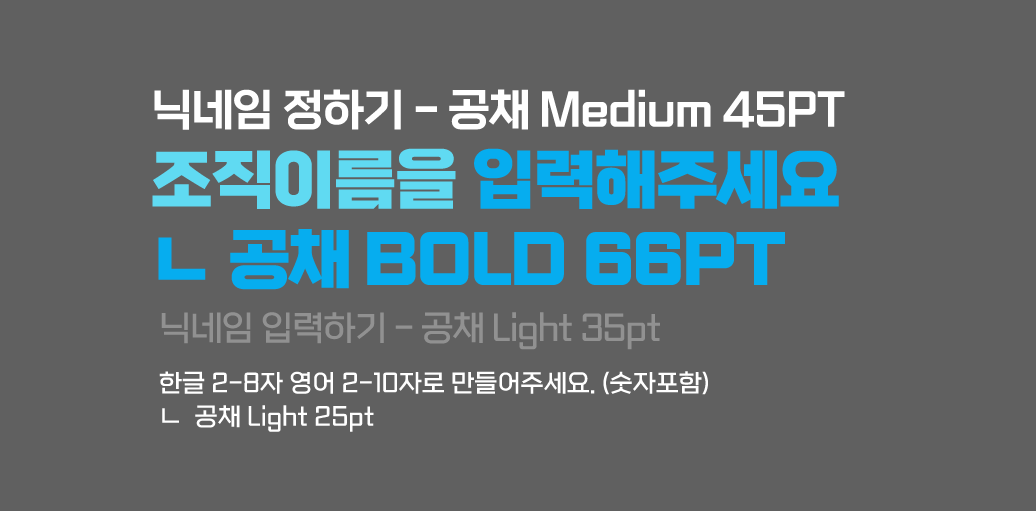 닉네임 정하기 - 공채 Medium 45PT
조직이름을 입력해주세요
ㄴ 공채 BOLD 66PT
닉네임 입력하기 - 공채 Light 35pt
한글 2-8자 영어 2-10자로 만들어주세요. (숫자포함)
ㄴ 공채 Light 25pt